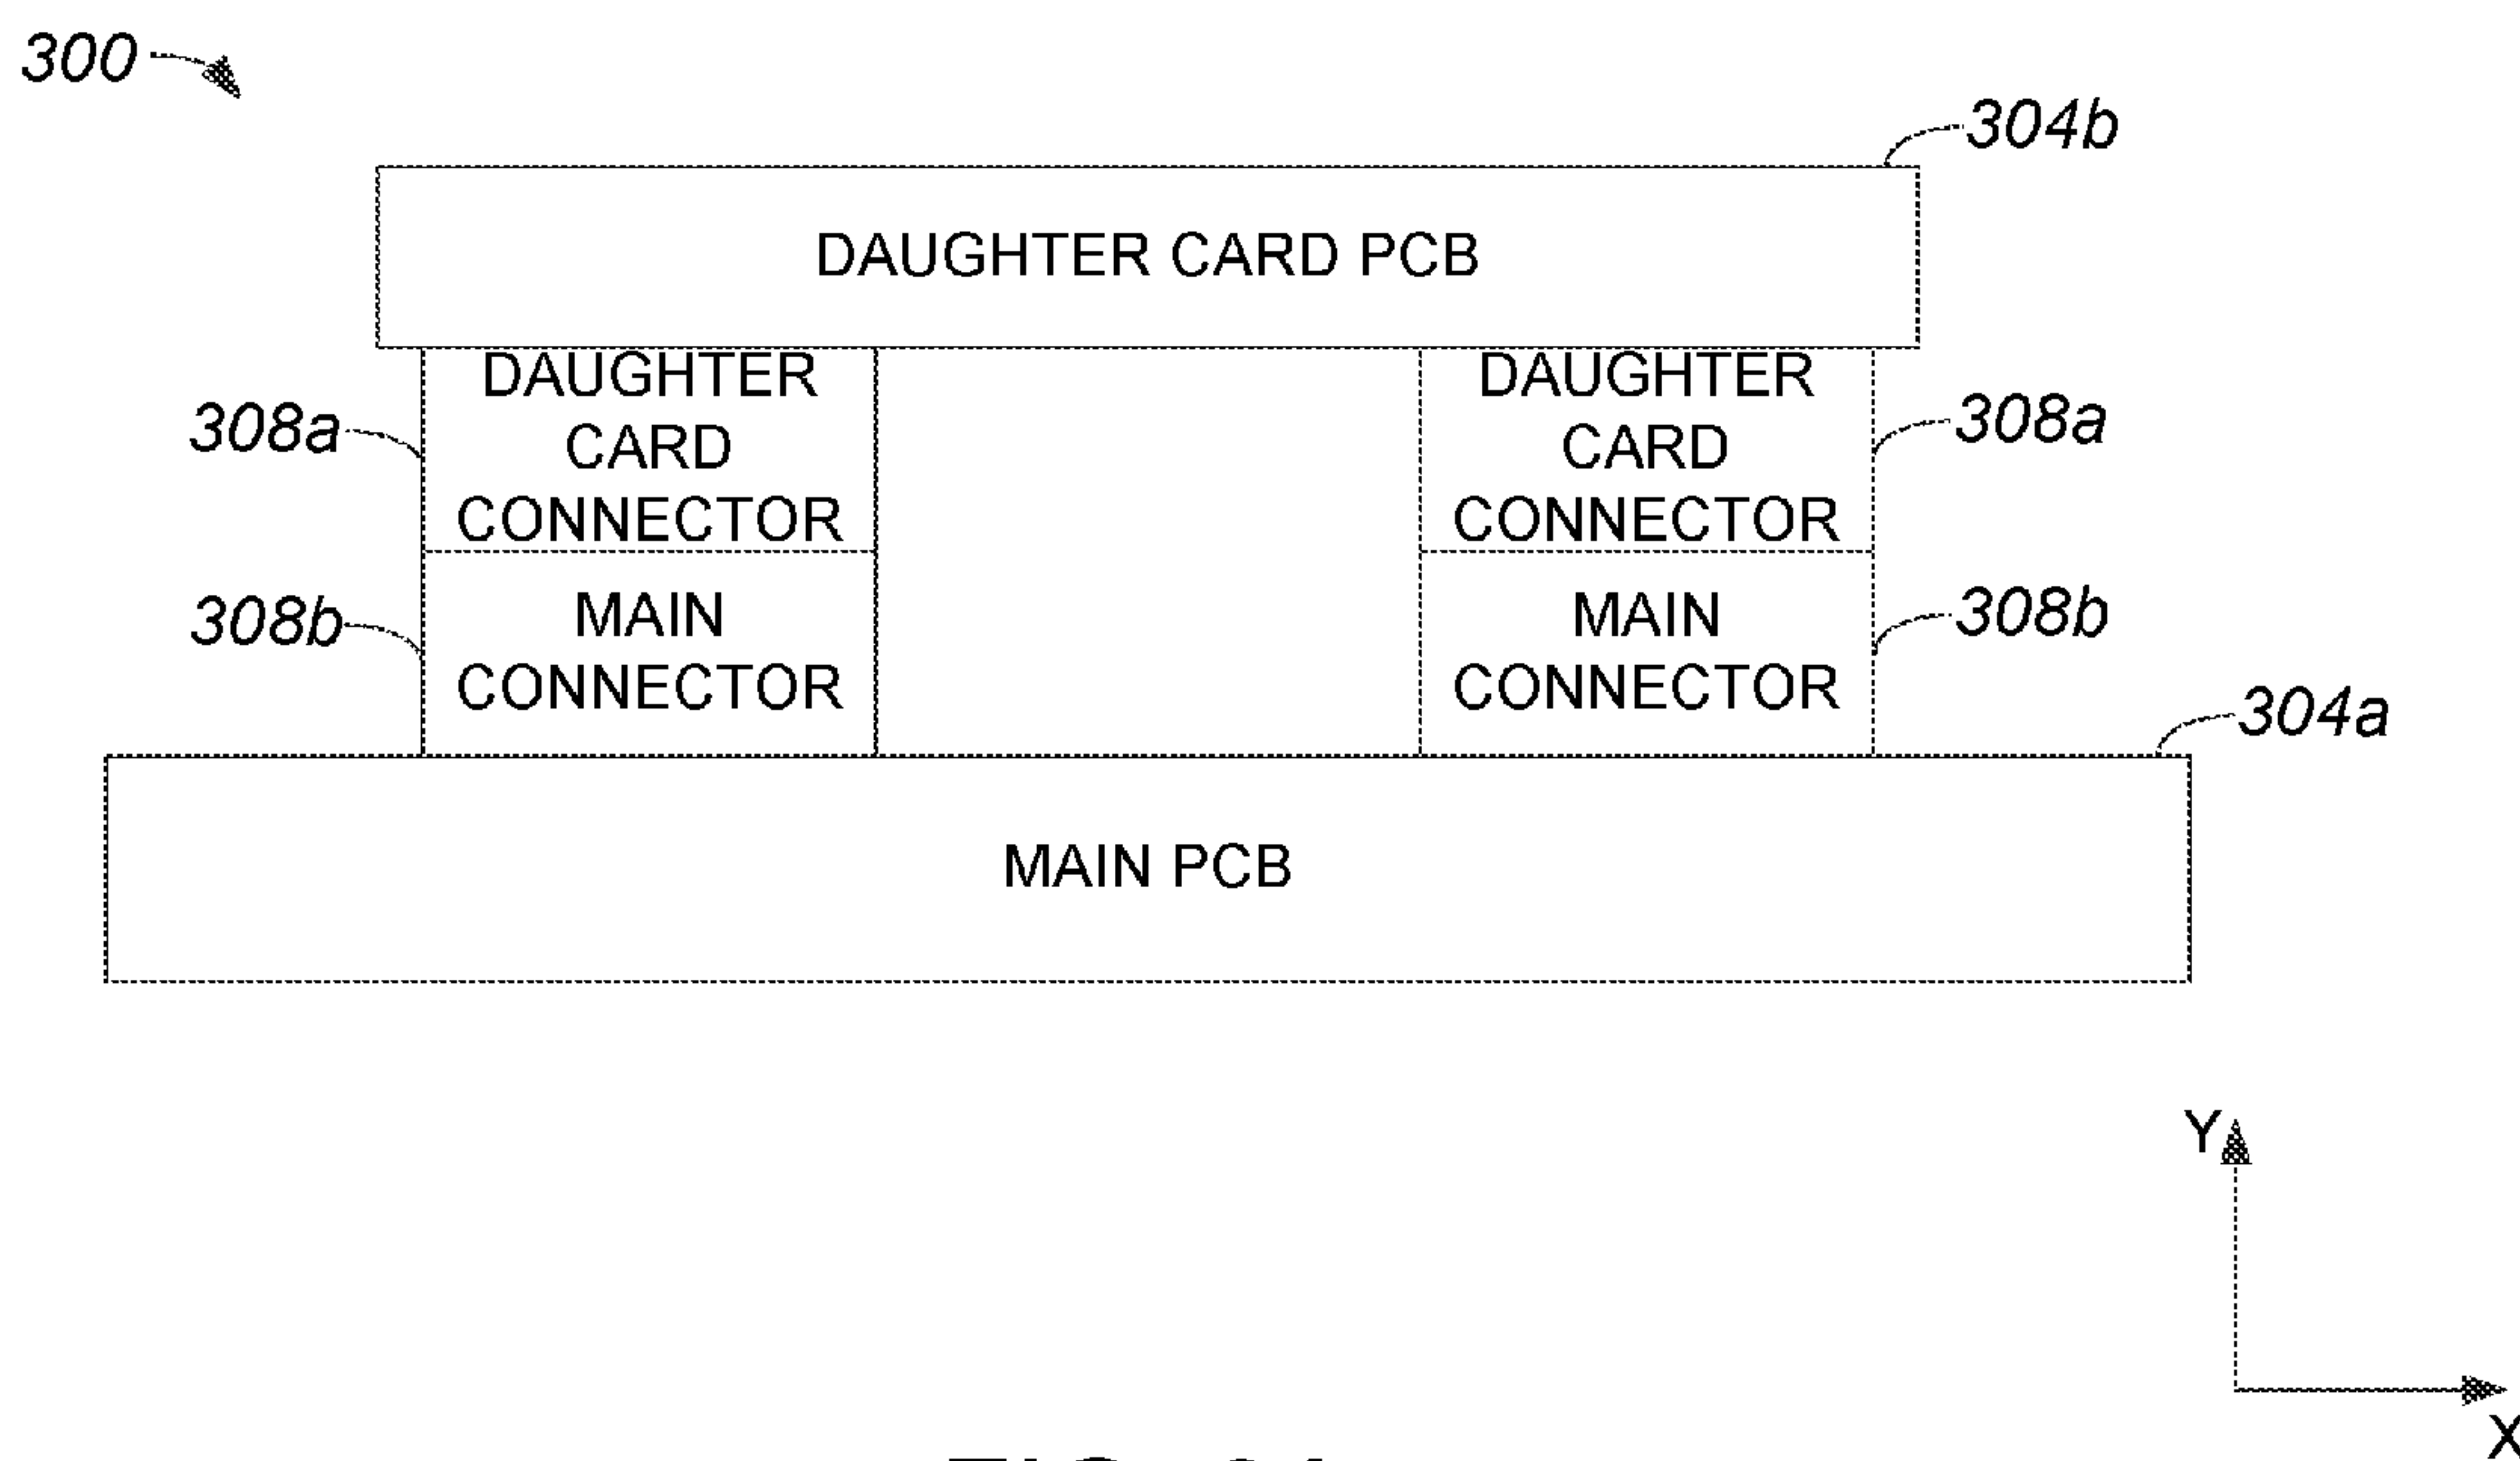 300
304b
DAUGHTER CARD PCB
DAUGHTER
CARD
CONNECTOR
DAUGHTER
CARD
CONNECTOR
308a
308a
MAIN
CONNECTOR
MAIN
CONNECTOR
308b
308b
304a
MAIN PCB
Y
X